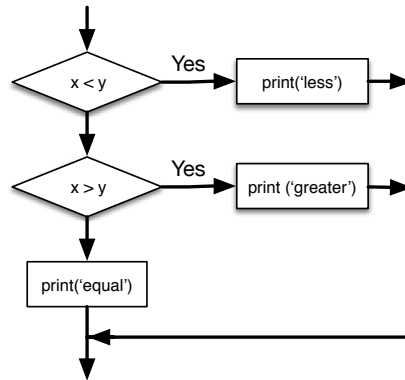 Yes
x < y
print(‘less’)
Yes
x > y
print (‘greater’)
print(‘equal’)